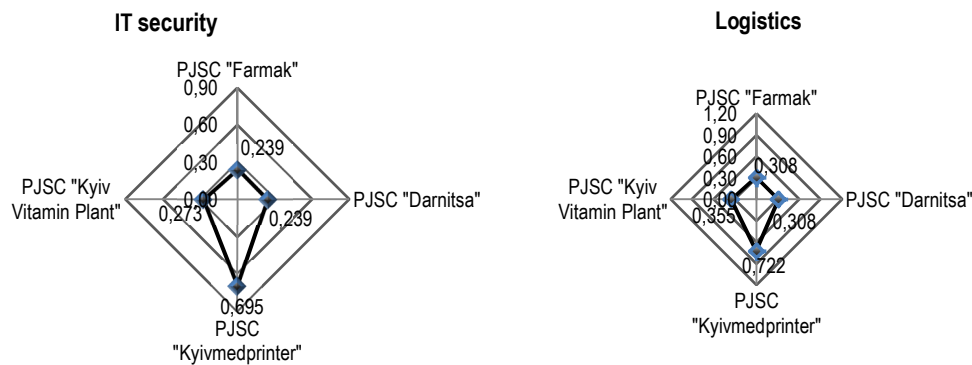 IT security
PJSC "Farmak"
0,90
0,60
0,30
0,00
0,239
0,239
0,695
0,273
PJSC "Darnitsa"
PJSC
"Kyivmedprinter"
PJSC "Kyiv
Vitamin Plant"
Logistics
PJSC "Farmak"
1,20
0,90
0,60
0,30
0,00
0,308
0,308
0,722
0,355
PJSC "Darnitsa"
PJSC
"Kyivmedprinter"
PJSC "Kyiv
Vitamin Plant"